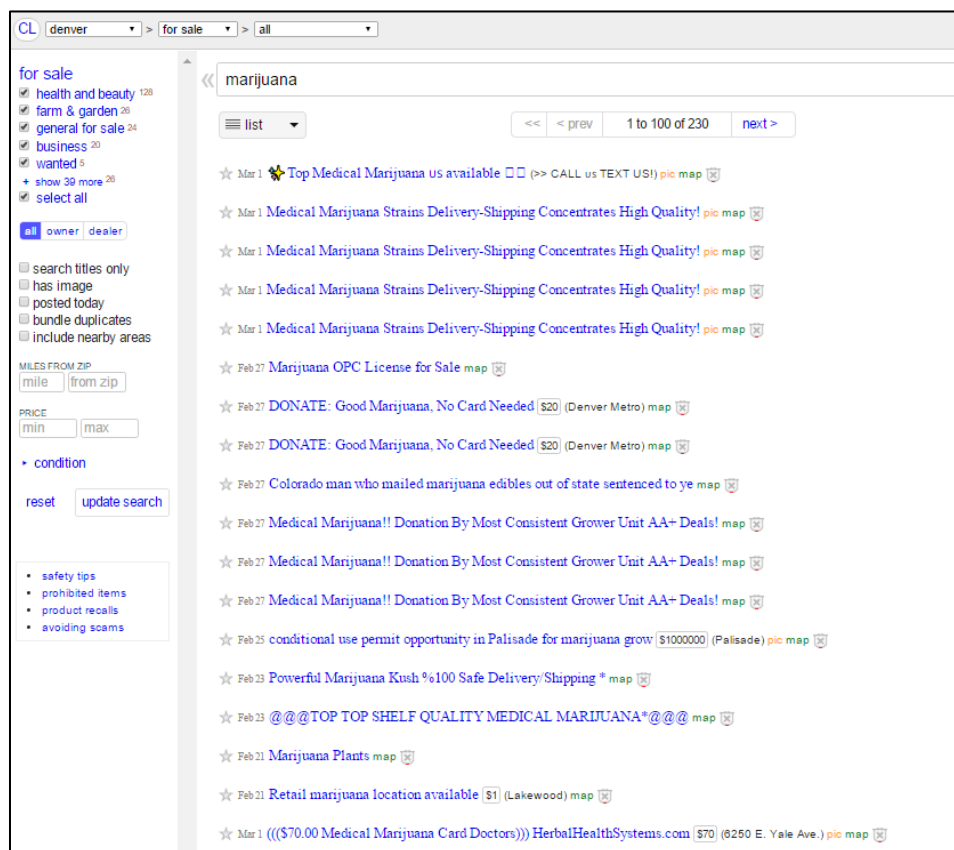 CL denver > for sale > all
for sale
health and beauty 128
farm & garden 26
general for sale 24
business 20
wanted 5
+ show 39 more 26
select all
all owner dealer
search titles only
has image
posted today
bundle duplicates
include nearby areas
MILES FROM ZIP
mile from zip
PRICE
min max
condition
reset update search
safety tips
prohibited items
product recalls
avoiding scams
marijuana
list << < prev 1 to 100 of 230 next >
Mar 1 Top Medical Marijuana us available (>> CALL us TEXT US!) pic map
Mar 1 Medical Marijuana Strains Delivery-Shipping Concentrates High Quality! pic map
Mar 1 Medical Marijuana Strains Delivery-Shipping Concentrates High Quality! pic map
Mar 1 Medical Marijuana Strains Delivery-Shipping Concentrates High Quality! pic map
Mar 1 Medical Marijuana Strains Delivery-Shipping Concentrates High Quality! pic map
Feb 27 Marijuana OPC License for Sale map
Feb 27 DONATE: Good Marijuana, No Card Needed $20 (Denver Metro) map
Feb 27 DONATE: Good Marijuana, No Card Needed $20 (Denver Metro) map
Feb 27 Colorado man who mailed marijuana edibles out of state sentenced to ye map
Feb 27 Medical Marijuana!! Donation By Most Consistent Grower Unit AA+ Deals! map
Feb 27 Medical Marijuana!! Donation By Most Consistent Grower Unit AA+ Deals! map
Feb 27 Medical Marijuana!! Donation By Most Consistent Grower Unit AA+ Deals! map
Feb 25 conditional use permit opportunity in Palisade for marijuana grow $1000000 (Palisade) pic map
Feb 23 Powerful Marijuana Kush %100 Safe Delivery/Shipping * map
Feb 23 @@@TOP TOP SHELF QUALITY MEDICAL MARIJUANA*@@@ map
Feb 21 Marijuana Plants map
Feb 21 Retail marijuana location available $1 (Lakewood) map
Mar 1 ((($70.00 Medical Marijuana Card Doctors))) HerbalHealthSystems.com $70 (6250 E. Yale Ave.) pic map